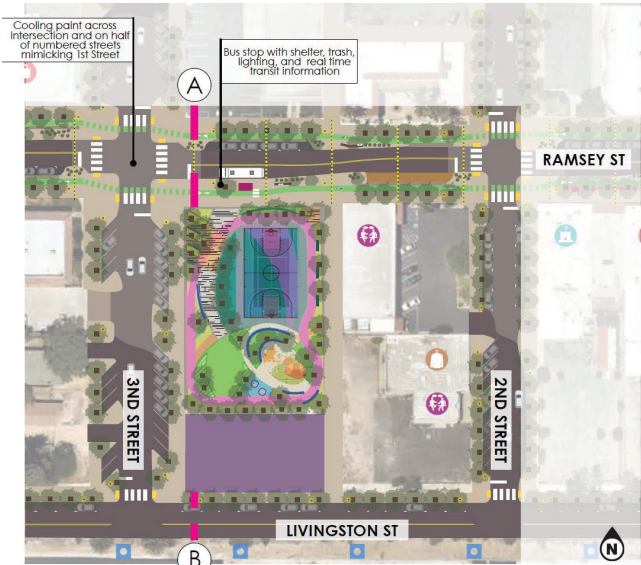 Cooling paint across
intersection and on half
of numbered streets
mimicking 1st Street
Bus stop with shelter, trash,
lighting, and real time
transit information
A
RAMSEY ST
3ND STREET
2ND STREET
LIVINGSTON ST
B
N